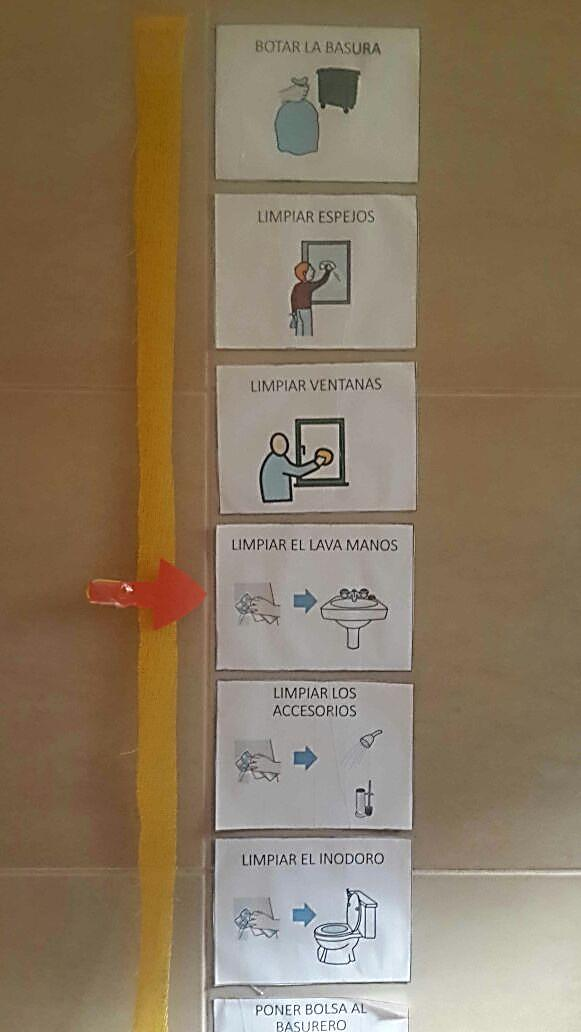 BOTAR LA BASURA
LIMPIAR ESPEJOS
LIMPIAR VENTANAS
LIMPIAR EL LAVA MANOS
LIMPIAR LOS
ACCESORIOS
LIMPIAR EL INODORO
PONER BOLSA AL
BASURERO